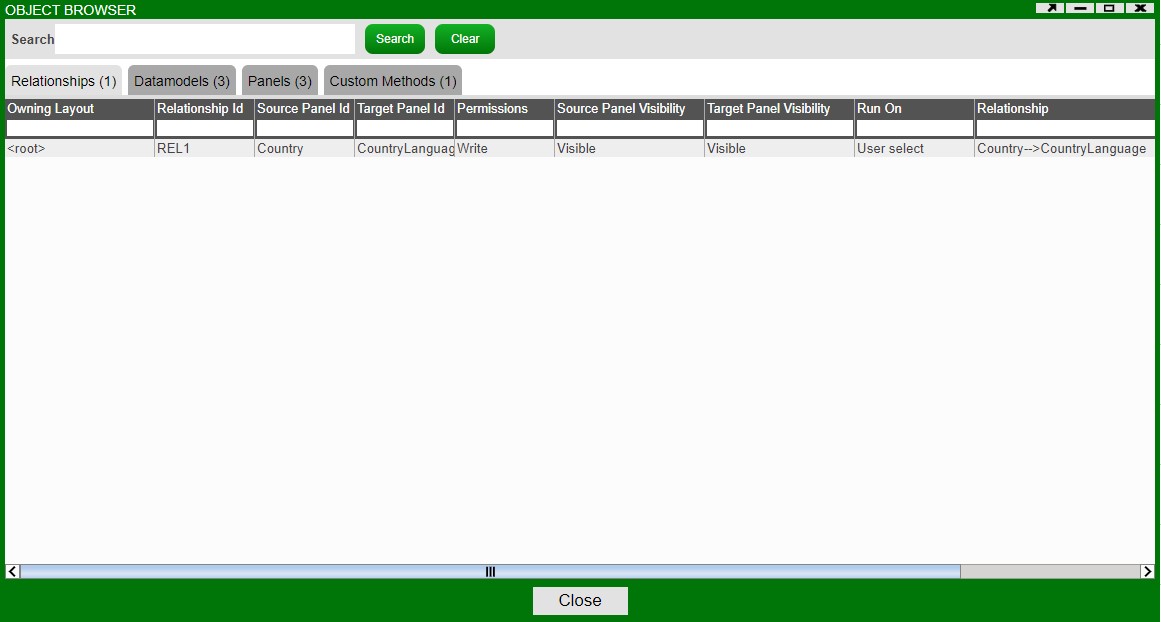 OBJECT BROWSER
Search Search Clear
Relationships (1) Datamodels (3) Panels (3) Custom Methods (1)
Owning Layout Relationship Id Source Panel Id Target Panel Id Permissions Source Panel Visibility Target Panel Visibility Run On Relationship
<root> REL1 Country CountryLanguag Write Visible Visible User select Country-->CountryLanguage
Close